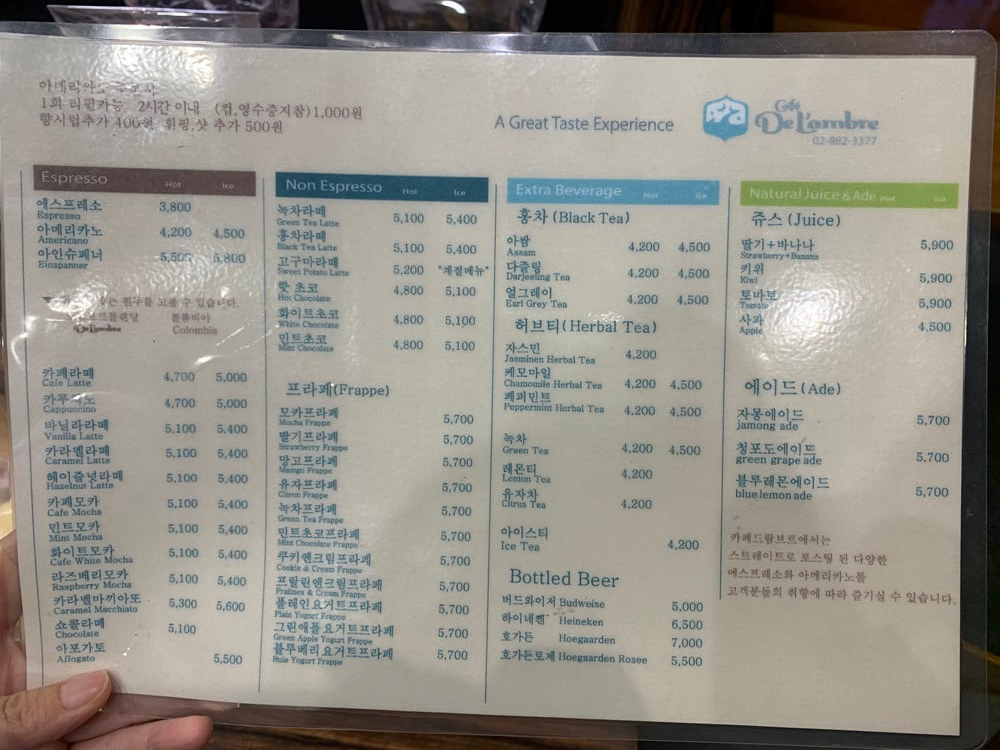 아메리카노
1회 리필가능 2시간 이내 (컵,영수증지참)1,000원
향시럽추가 400원 휘핑,샷 추가 500원
A Great Taste Experience
Café
De L'ambre
02-882-3377
Espresso Hot Ice
에스프레소 3,800
Espresso
아메리카노 4,200 4,500
Americano
아인슈페너 5,500 5,800
Einspanner
는 원두를 고를 수 있습니다.
콜롬비아
De L'ambre Colombia
카페라떼 4,700 5,000
Cafe Latte
카푸치노 4,700 5,000
Cappuccino
바닐라라떼 5,100 5,400
Vanilla Latte
카라멜라떼 5,100 5,400
Caramel Latte
헤이즐넛라떼 5,100 5,400
Hazelnut Latte
카페모카 5,100 5,400
Cafe Mocha
민트모카 5,100 5,400
Mint Mocha
화이트모카 5,100 5,400
Cafe White Mocha
라즈베리모카 5,100 5,400
Raspberry Mocha
카라멜마끼아또 5,300 5,600
Caramel Macchiato
쇼콜라떼 5,100
Chocolate
아포가토 5,500
Affogato
Non Espresso Hot Ice
녹차라떼 5,100 5,400
Green Tea Latte
홍차라떼 5,100 5,400
Black Tea Latte
고구마라떼 5,200 *계절메뉴*
Sweet Potato Latte
핫 초코 4,800 5,100
Hot Chocolate
화이트초코 4,800 5,100
White Chocolate
민트초코 4,800 5,100
Mint Chocolate
프라페(Frappe)
모카프라페 5,700
Mocha Frappe
딸기프라페 5,700
Strawberry Frappe
망고프라페 5,700
Mango Frappe
유자프라페 5,700
Citron Frappe
녹차프라페 5,700
Green Tea Frappe
민트초코프라페 5,700
Mint Chocolate Frappe
쿠키앤크림프라페 5,700
Cookie & Cream Frappe
프랄린엔크림프라페 5,700
Pralines & Cream Frappe
플레인요거트프라페 5,700
Plain Yogurt Frappe
그린애플요거트프라페 5,700
Green Apple Yogurt Frappe
블루베리요거트프라페 5,700
Bule Yogurt Frappe
Extra Beverage Hot Ice
홍차 (Black Tea)
아쌈 4,200 4,500
Assam
다즐링 4,200 4,500
Darjeeling Tea
얼그레이 4,200 4,500
Earl Grey Tea
허브티(Herbal Tea)
자스민 4,200
Jasminen Herbal Tea
케모마일 4,200 4,500
Chamomile Herbal Tea
페퍼민트 4,200 4,500
Peppermint Herbal Tea
녹차 4,200 4,500
Green Tea
레몬티 4,200
Lemon Tea
유자차 4,200
Citrus Tea
아이스티 4,200
Ice Tea
Bottled Beer
버드와이저 Budweise 5,000
하이네켄 Heineken 6,500
호가든 Hoegaarden 7,000
호가든로제 Hoegaarden Rosee 5,500
Natural Juice & Ade Hot Ice
쥬스 (Juice)
딸기+바나나 5,900
Strawberry+Banana
키위 5,900
Kiwi
토마토 5,900
Tomato
사과 4,500
Apple
에이드 (Ade)
자몽에이드 5,700
jamong ade
청포도에이드 5,700
green grape ade
블루레몬에이드 5,700
blue lemon ade
카페드람브르에서는
스트레이트로 로스팅 된 다양한
에스프레소와 아메리카노를
고객분들의 취향에 따라 즐기실 수 있습니다.